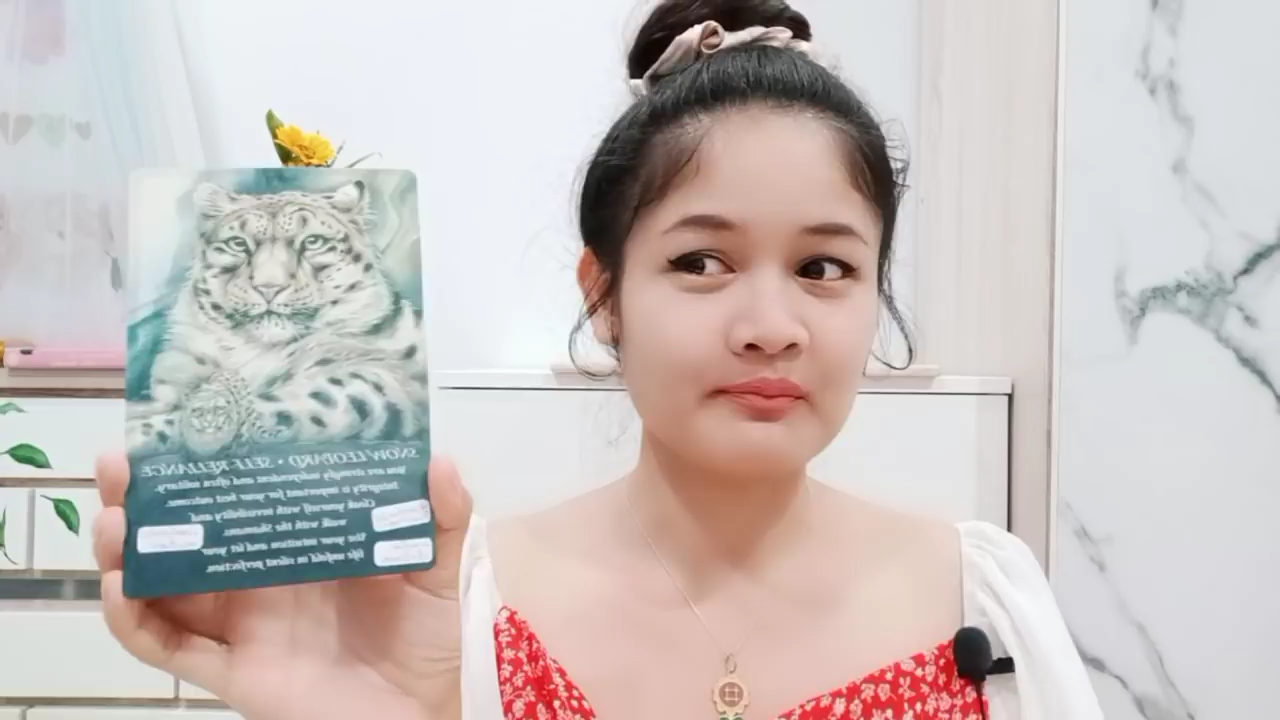 SNOW LEOPARD • SELF RELIANCE
You are strongly independent and often solitary.
Integrity is important for your best outcome.
Cloak yourself with invisibility and
walk with the Shamans.
Use your intuition and let your
life unfold in silent perfection.